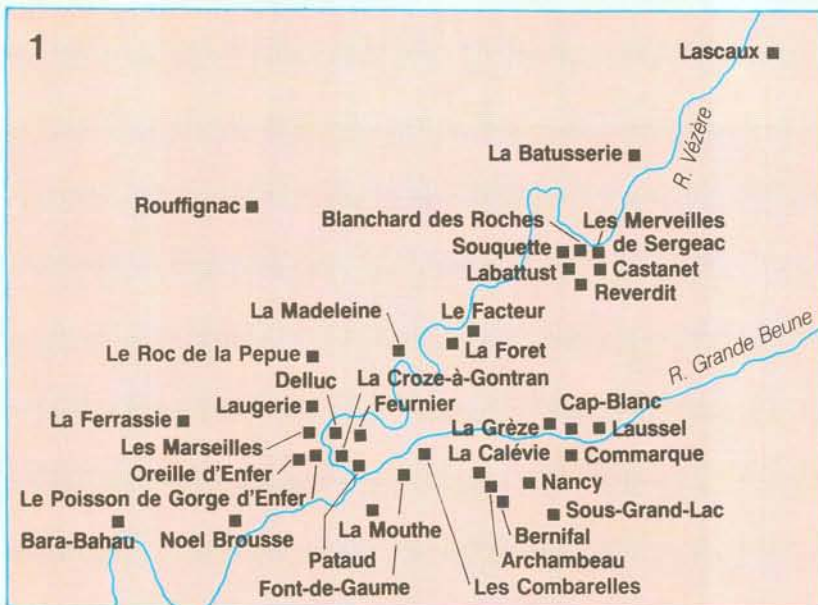 1
Lascaux
La Batusserie
R. Vézère
Rouffignac
Blanchard des Roches
Les Merveilles
de Sergeac
Souquette
Labattust
Castanet
Reverdit
La Madeleine
Le Facteur
La Foret
R. Grande Beune
Le Roc de la Pepue
Delluc
La Croze-à-Gontran
Laugerie
Feurnier
Cap-Blanc
La Ferrassie
La Grèze
Laussel
Les Marseilles
La Calévie
Commarque
Oreille d'Enfer
Nancy
Le Poisson de Gorge d'Enfer
Sous-Grand-Lac
Bara-Bahau
Noel Brousse
La Mouthe
Bernifal
Pataud
Archambeau
Font-de-Gaume
Les Combarelles